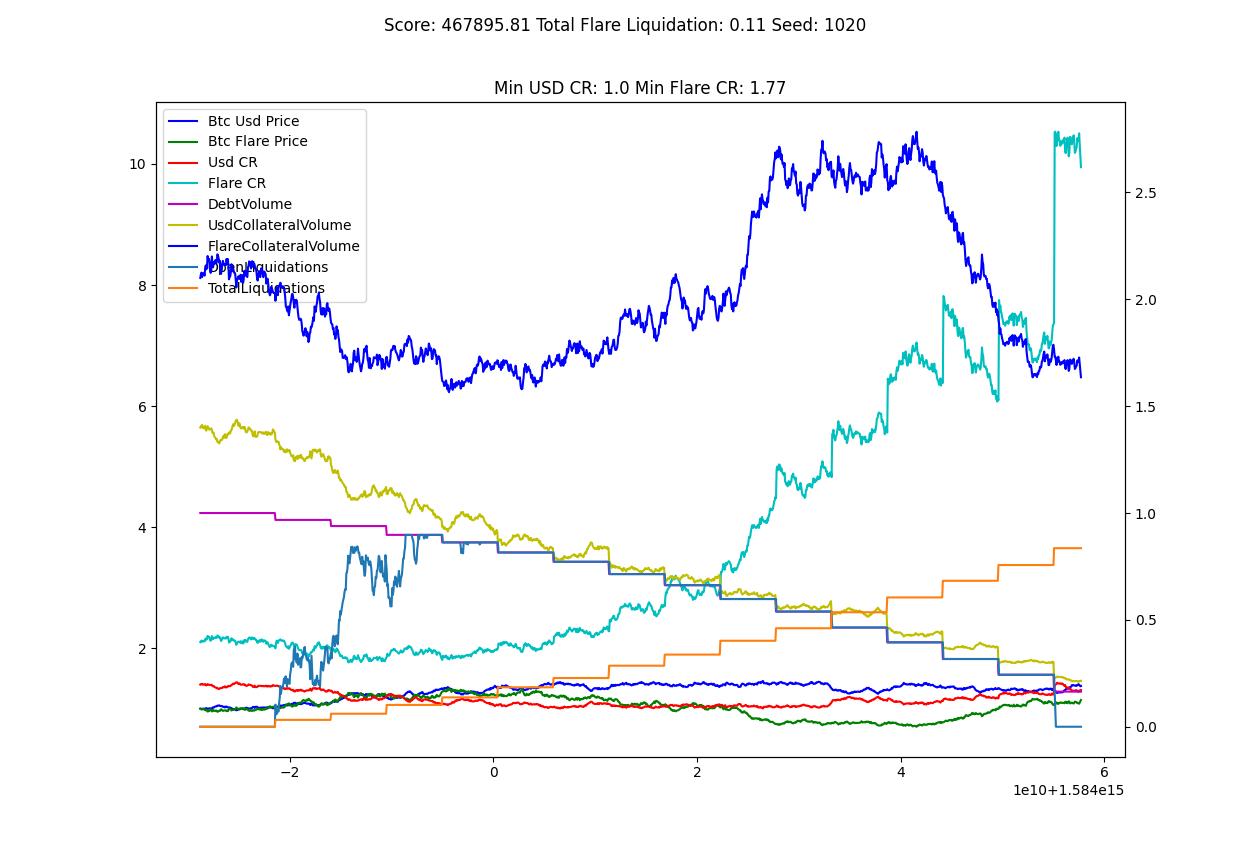 Score: 467895.81 Total Flare Liquidation: 0.11 Seed: 1020
Min USD CR: 1.0 Min Flare CR: 1.77
Btc Usd Price
Btc Flare Price
Usd CR
Flare CR
DebtVolume
UsdCollateralVolume
FlareCollateralVolume
OpenLiquidations
TotalLiquidations
10
8
6
4
2
2.5
2.0
1.5
1.0
0.5
0.0
−2
0
2
4
6
1e10+1.584e15